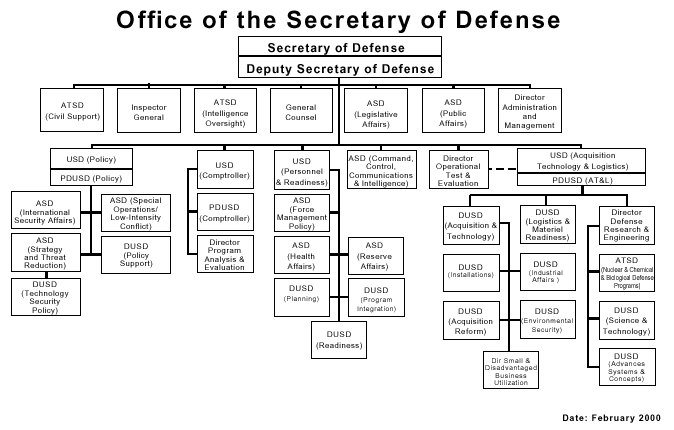 Office of the Secretary of Defense
Secretary of Defense
Deputy Secretary of Defense
ATSD
(Civil Support)
Inspector
General
ATSD
(Intelligence
Oversight)
General
Counsel
ASD
(Legislative
Affairs)
ASD
(Public
Affairs)
Director
Administration
and
Management
USD (Policy)
PDUSD (Policy)
ASD
(International
Security Affairs)
ASD (Special
Operations/
Low-Intensity
Conflict)
ASD
(Strategy
and Threat
Reduction)
DUSD
(Policy
Support)
DUSD
(Technology
Security
Policy)
USD
(Comptroller)
PDUSD
(Comptroller)
Director
Program
Analysis &
Evaluation
USD
(Personnel
& Readiness)
ASD
(Force
Management
Policy)
ASD
(Health
Affairs)
ASD
(Reserve
Affairs)
DUSD
(Planning)
DUSD
(Program
Integration)
DUSD
(Readiness)
ASD (Command,
Control,
Communications
& Intelligence)
Director
Operational
Test &
Evaluation
USD (Acquisition
Technology & Logistics)
PDUSD (AT&L)
DUSD
(Acquisition &
Technology)
DUSD
(Logistics &
Materiel
Readiness)
Director
Defense
Research &
Engineering
DUSD
(Installations)
DUSD
(Industrial
Affairs )
ATSD
(Nuclear & Chemical
& Biological Defense
Programs)
DUSD
(Acquisition
Reform)
DUSD
(Environmental
Security)
DUSD
(Science &
Technology)
Dir Small &
Disadvantaged
Business
Utilization
DUSD
(Advances
Systems &
Concepts)
Date: February 2000